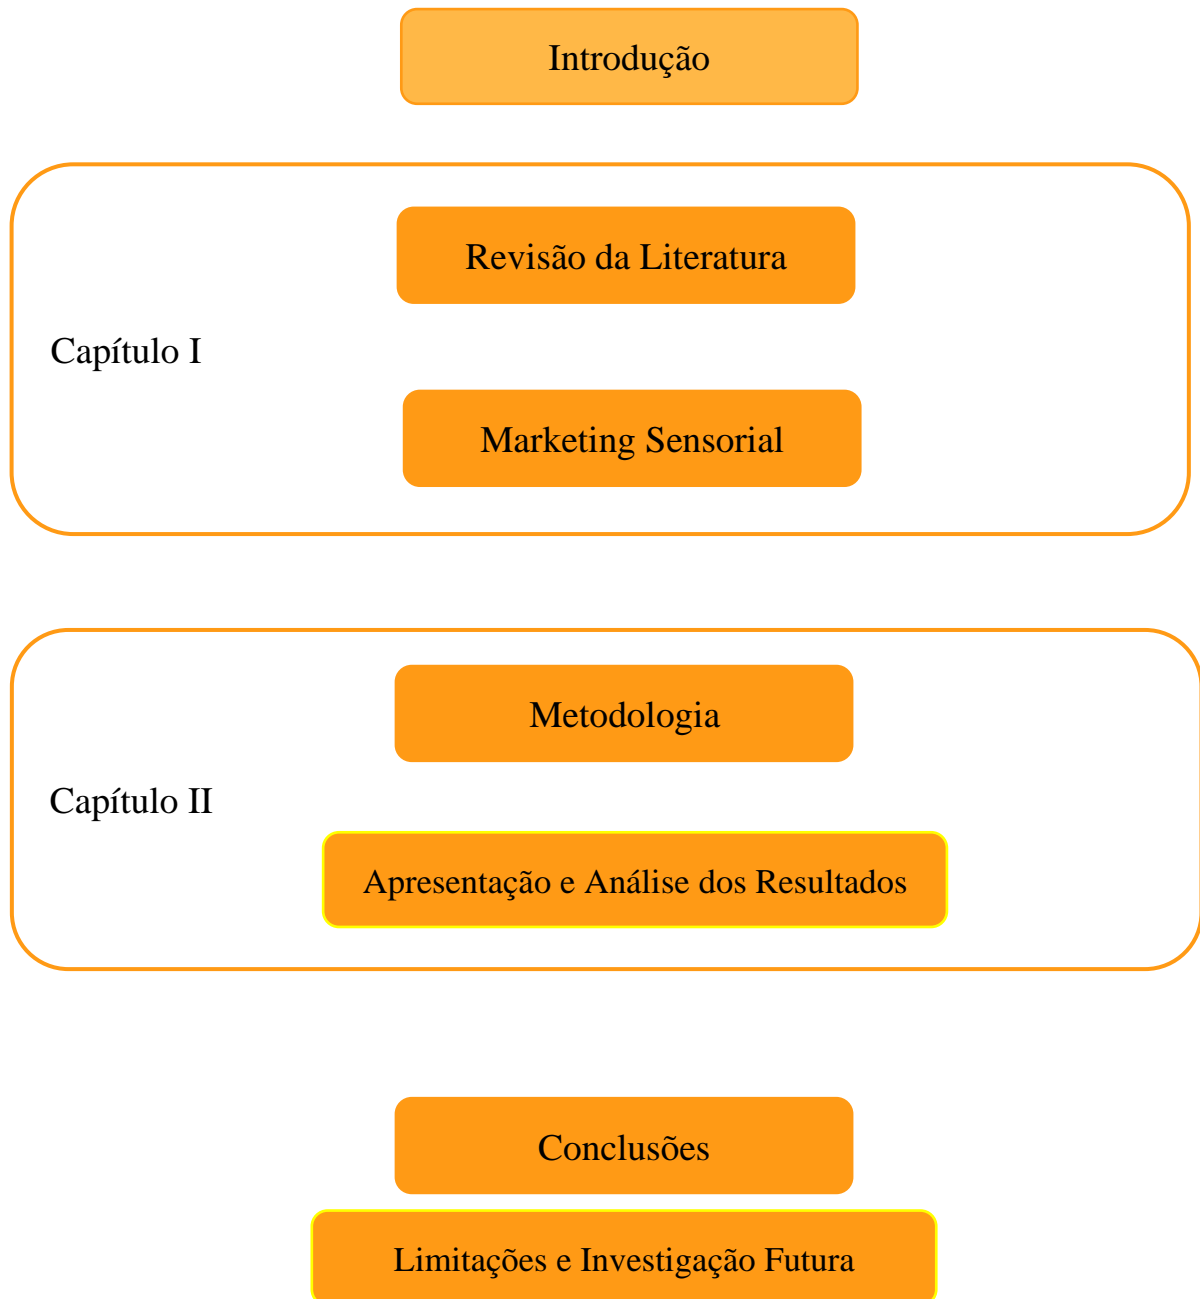 Introdução
Revisão da Literatura
Capítulo I
Marketing Sensorial
Metodologia
Capítulo II
Apresentação e Análise dos Resultados
Conclusões
Limitações e Investigação Futura